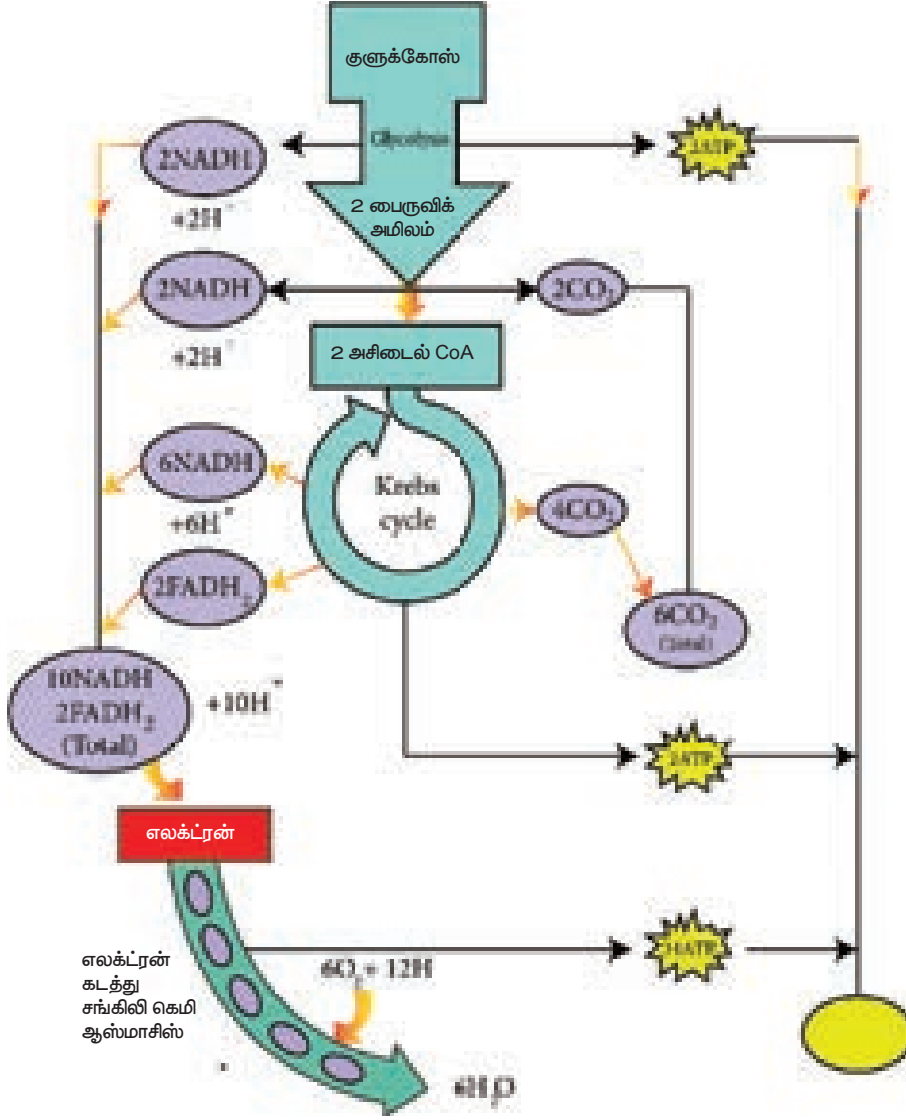 குளுக்கோஸ்
Glycolysis
2NADH
2ATP
+2H⁺
2 பைருவிக்
அமிலம்
2NADH
2CO₂
+2H⁺
2 அசிடைல் CoA
6NADH
+6H⁺
Krebs
cycle
4CO₂
2FADH₂
6CO₂
(Total)
10NADH
2FADH₂
(Total)
+10H⁺
2ATP
எலக்ட்ரன்
எலக்ட்ரன்
கடத்து
சங்கிலி கெமி
ஆஸ்மாசிஸ்
6O₂ + 12H
6H₂O